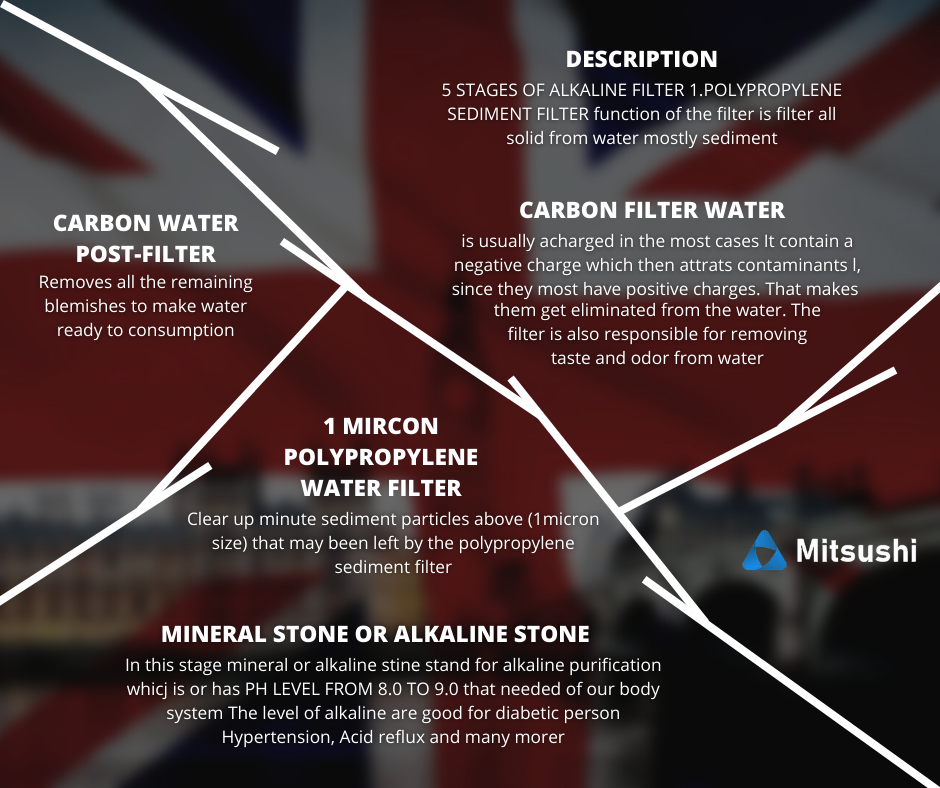 DESCRIPTION
5 STAGES OF ALKALINE FILTER 1.POLYPROPYLENE
SEDIMENT FILTER function of the filter is filter all
solid from water mostly sediment
CARBON FILTER WATER
is usually acharged in the most cases It contain a
negative charge which then attrats contaminants l,
since they most have positive charges. That makes
them get eliminated from the water. The
filter is also responsible for removing
taste and odor from water
CARBON WATER
POST-FILTER
Removes all the remaining
blemishes to make water
ready to consumption
1 MIRCON
POLYPROPYLENE
WATER FILTER
Clear up minute sediment particles above (1micron
size) that may been left by the polypropylene
sediment filter
Mitsushi
MINERAL STONE OR ALKALINE STONE
In this stage mineral or alkaline stine stand for alkaline purification
whicj is or has PH LEVEL FROM 8.0 TO 9.0 that needed of our body
system The level of alkaline are good for diabetic person
Hypertension, Acid reflux and many morer